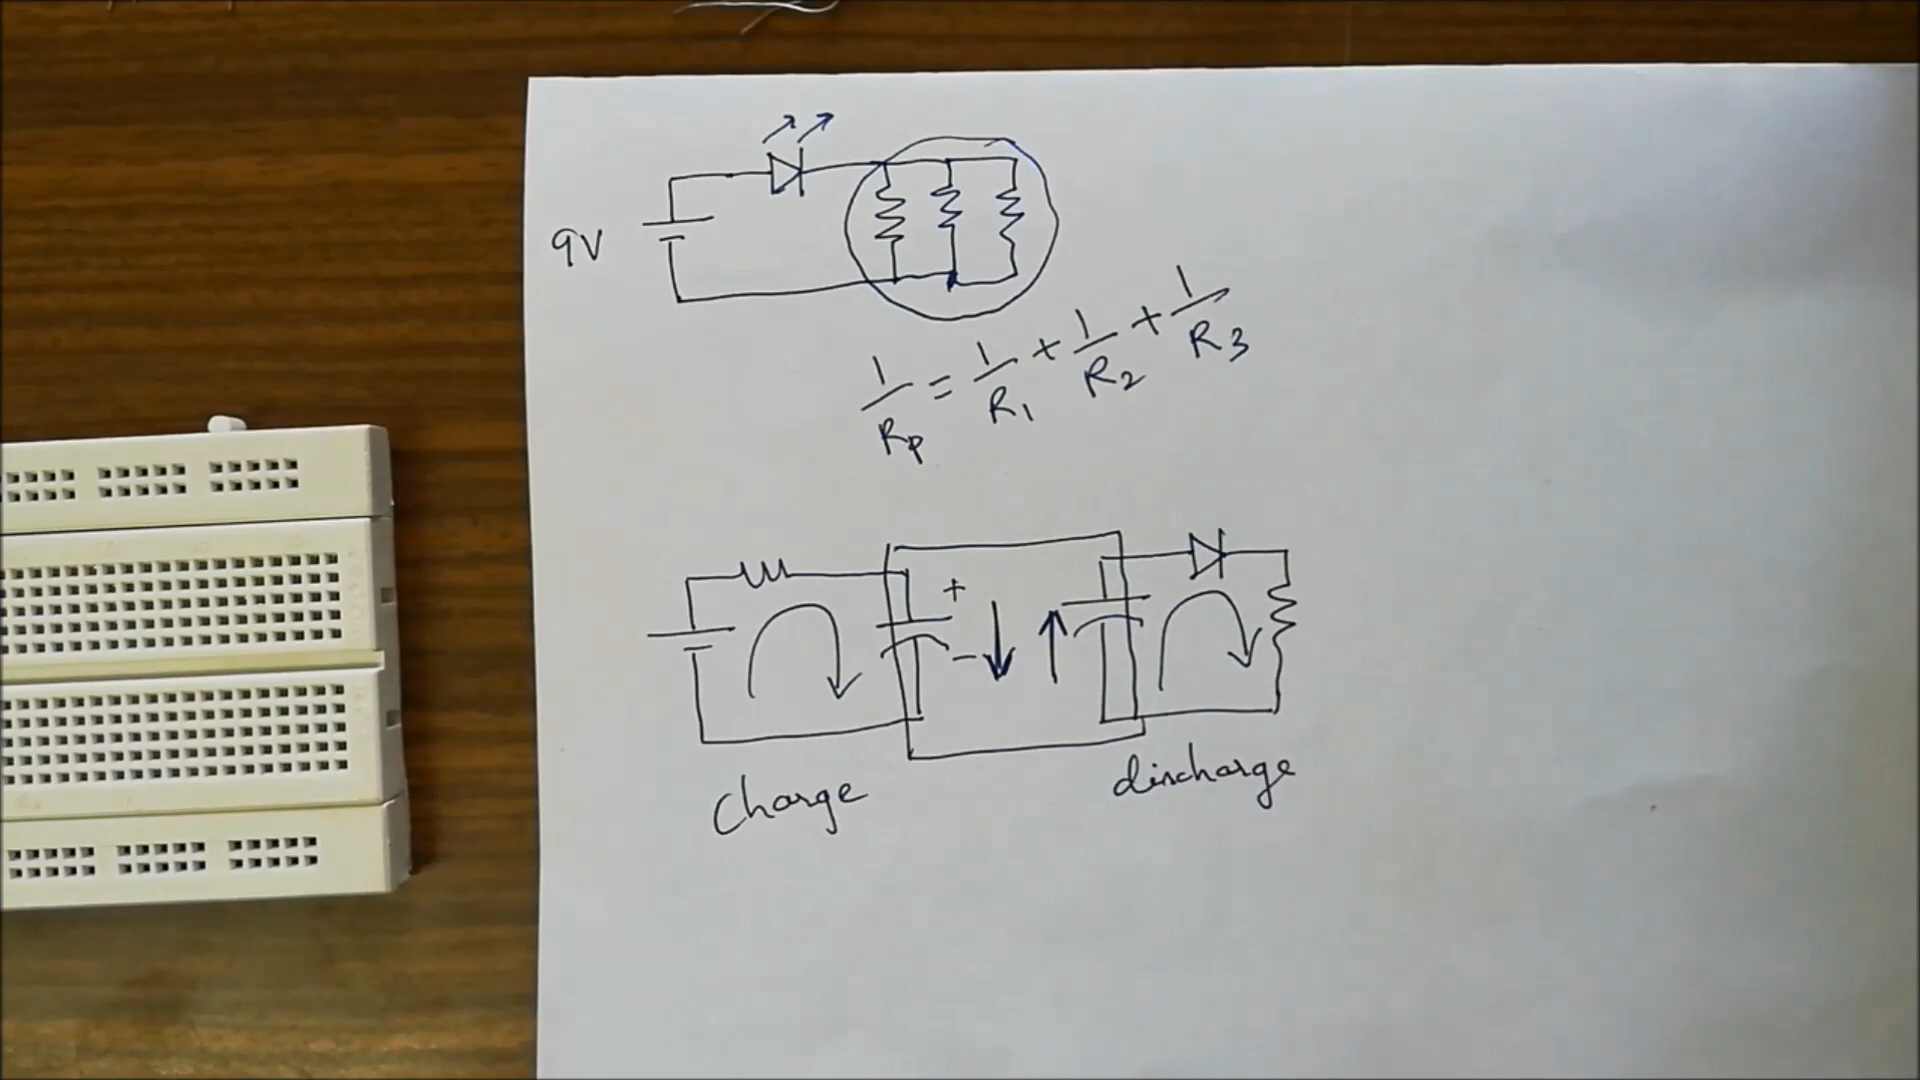 9V
1/Rp = 1/R1 + 1/R2 + 1/R3
+
-
Charge
discharge